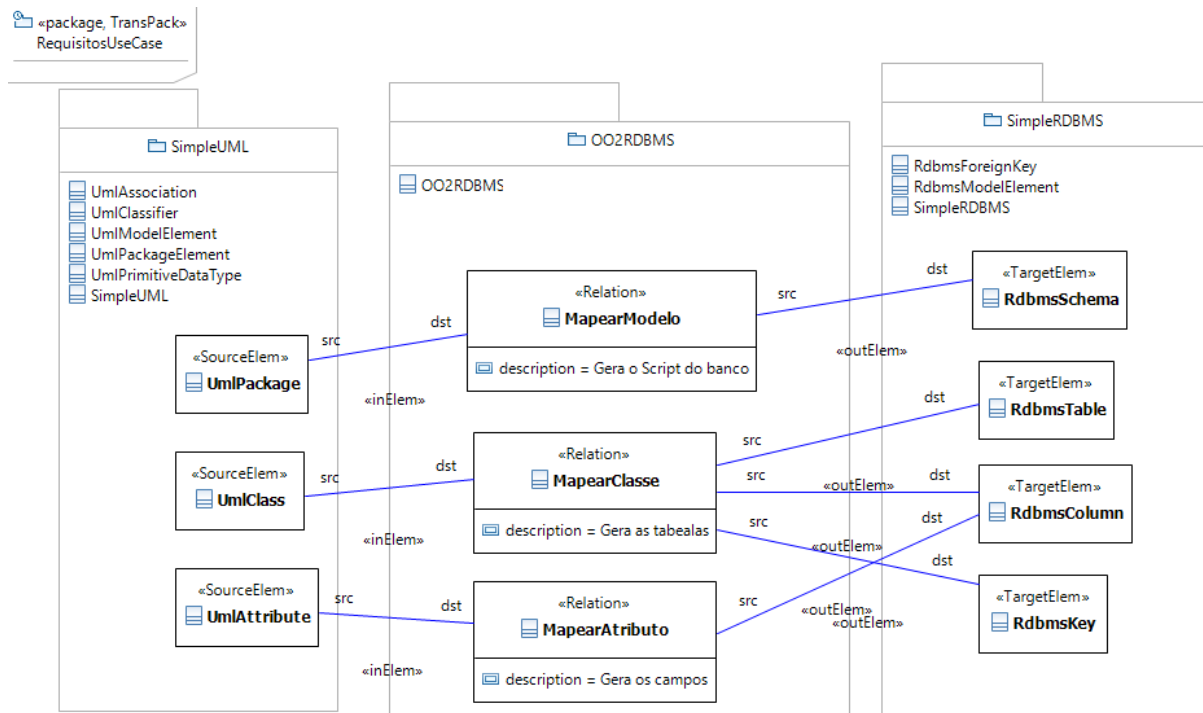 «package, TransPack»
RequisitosUseCase
SimpleUML
UmlAssociation
UmlClassifier
UmlModelElement
UmlPackageElement
UmlPrimitiveDataType
SimpleUML
«SourceElem»
UmlPackage
«SourceElem»
UmlClass
«SourceElem»
UmlAttribute
src
dst
«inElem»
src
dst
«inElem»
src
dst
«inElem»
OO2RDBMS
OO2RDBMS
«Relation»
MapearModelo
description = Gera o Script do banco
«Relation»
MapearClasse
description = Gera as tabealas
«Relation»
MapearAtributo
description = Gera os campos
src
dst
«outElem»
src
dst
src
«outElem»
dst
src
«outElem»
dst
dst
src
«outElem»
«outElem»
SimpleRDBMS
RdbmsForeignKey
RdbmsModelElement
SimpleRDBMS
«TargetElem»
RdbmsSchema
«TargetElem»
RdbmsTable
«TargetElem»
RdbmsColumn
«TargetElem»
RdbmsKey